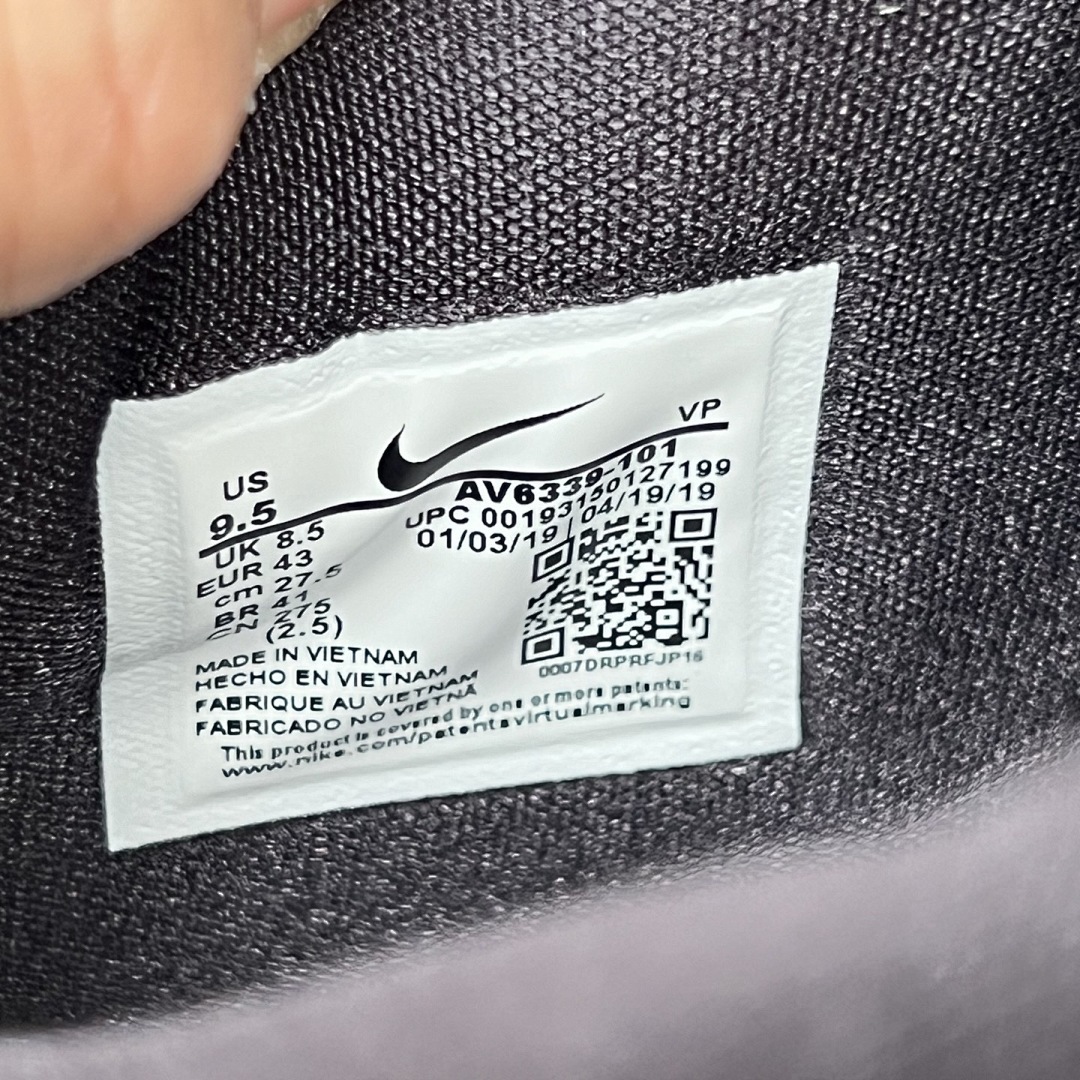 VP
US
9.5
UK 8.5
EUR 43
cm 27.5
BR 41
CN 275
(2.5)
AV6339-101
UPC 00193150127199
01/03/19 04/19/19
0007DRPRFJP16
MADE IN VIETNAM
HECHO EN VIETNAM
FABRIQUE AU VIETNAM
FABRICADO NO VIETNÃ
This product is covered by one or more patents:
www.nike.com/patentsvirtualmarking